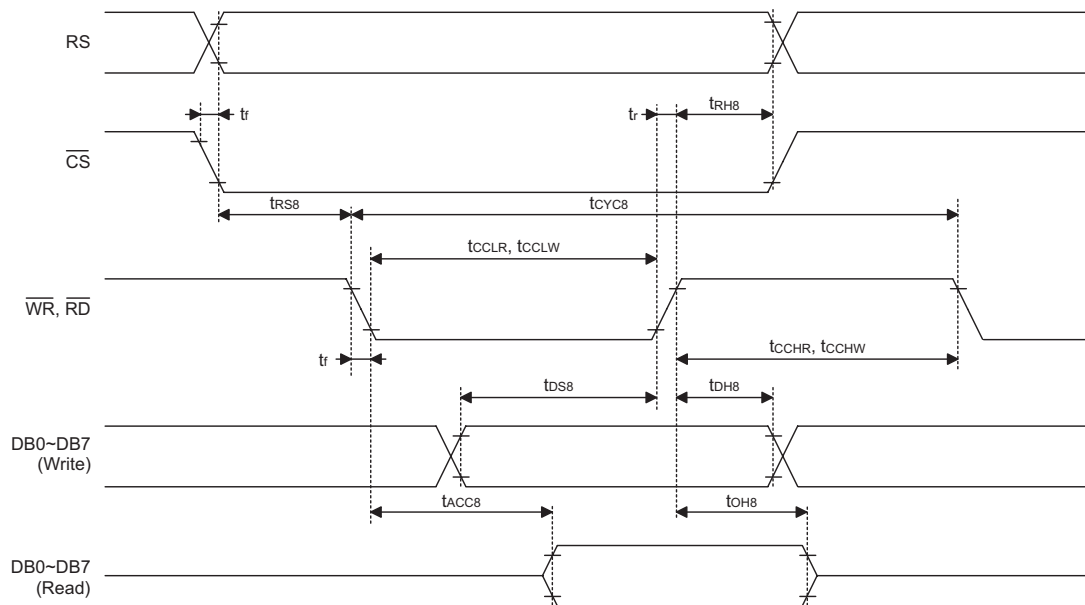 RS
tf
tr
tRH8
CS
tRS8
tCYC8
tCCLR, tCCLW
WR, RD
tCCHR, tCCHW
tf
tDS8
tDH8
DB0~DB7
(Write)
tACC8
tOH8
DB0~DB7
(Read)